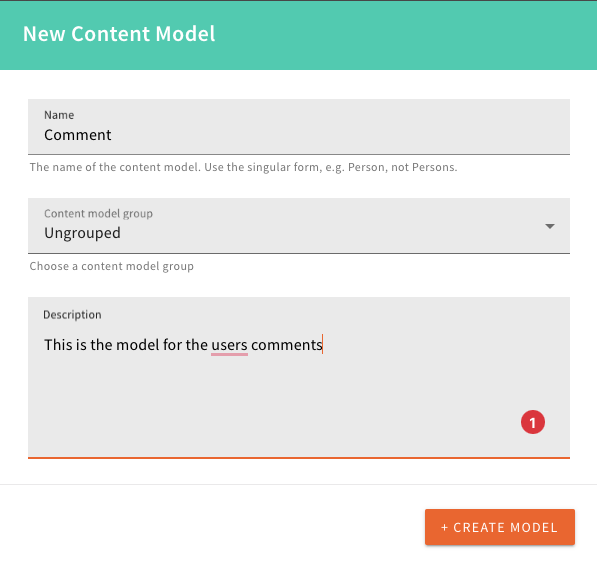 New Content Model
Name
Comment
The name of the content model. Use the singular form, e.g. Person, not Persons.
Content model group
Ungrouped
Choose a content model group
Description
This is the model for the users comments
1
+ CREATE MODEL